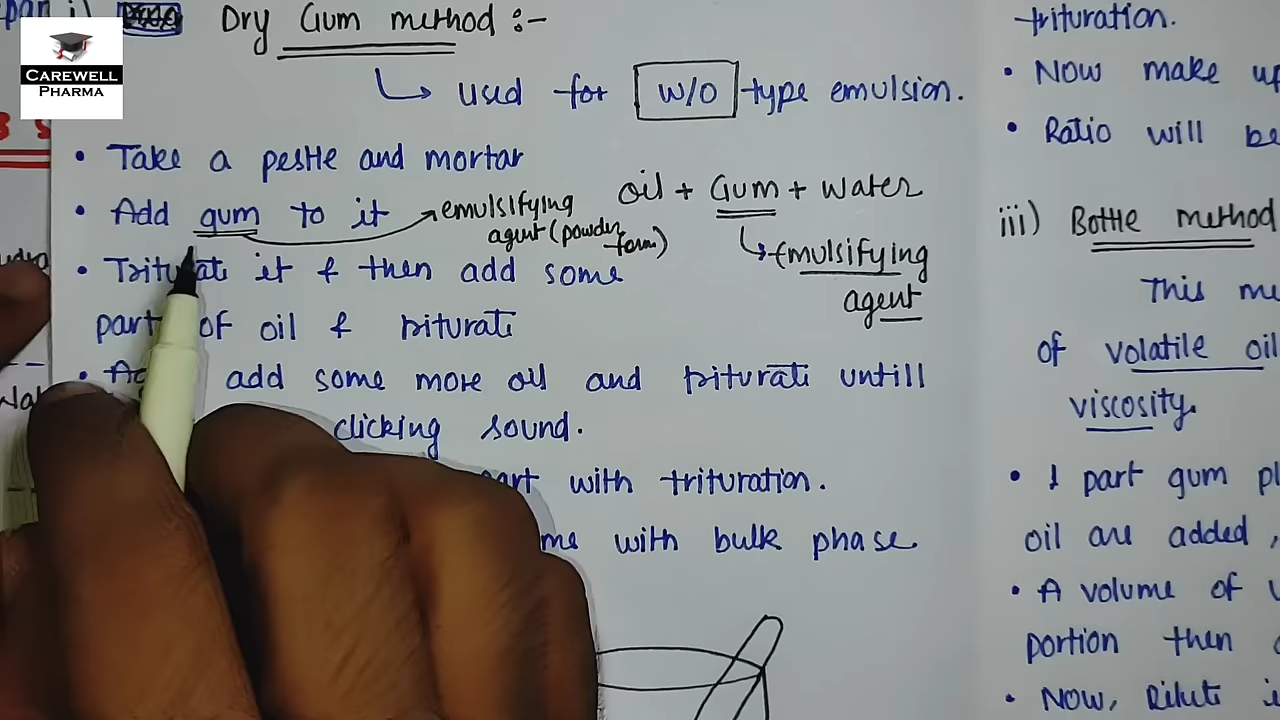 i) Dry Gum method :-
CAREWELL
PHARMA
↳ used for W/O type emulsion.
• Take a pestle and mortar
• Add gum to it → emulsifying
agent (powder
form)
oil + Gum + water
↳ Emulsifying
agent
• Triturate it & then add some
part of oil & triturate
add some more oil and triturate untill
clicking sound.
part with trituration.
with bulk phase
trituration.
• Now make up
• Ratio will be
iii) Bottle method
This
of volatile oil
viscosity.
• 1 part gum
oil are added,
• A volume of
portion then
• Now, Dilute